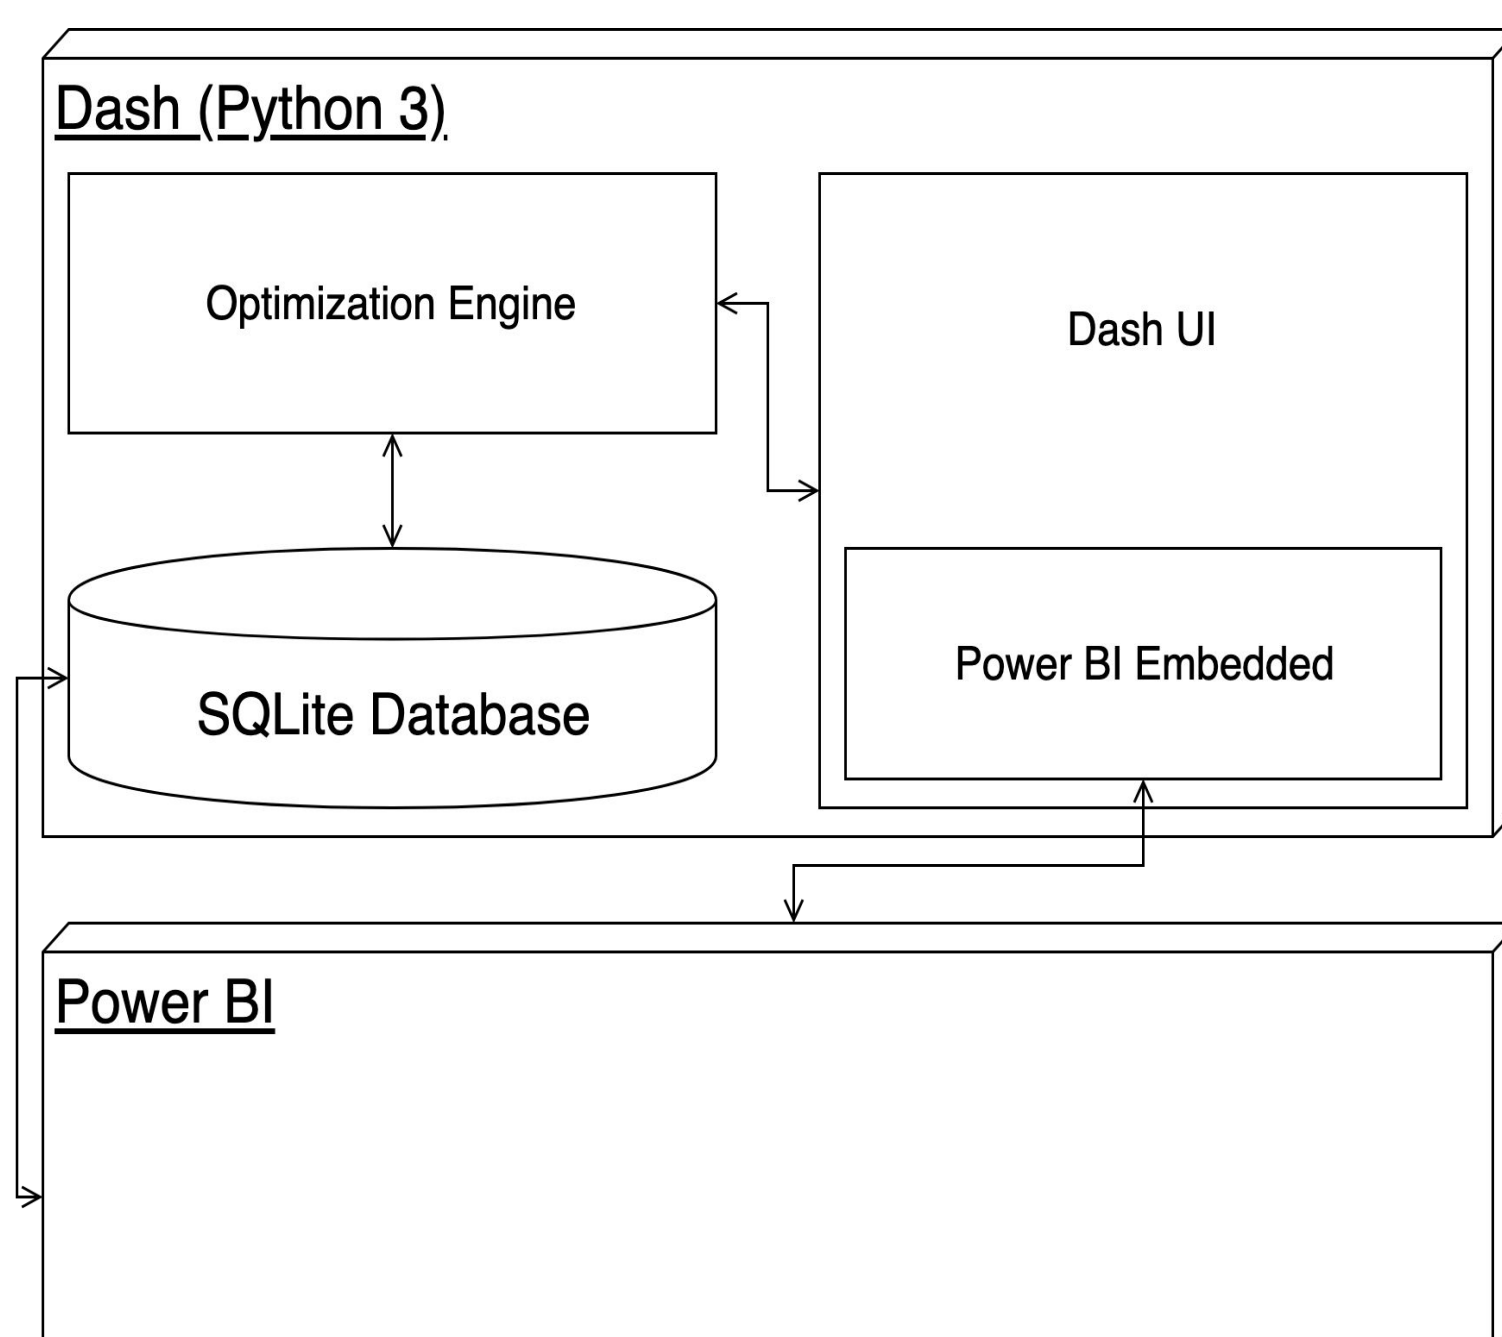 Dash (Python 3)
Optimization Engine
Dash UI
Power BI Embedded
SQLite Database
Power BI